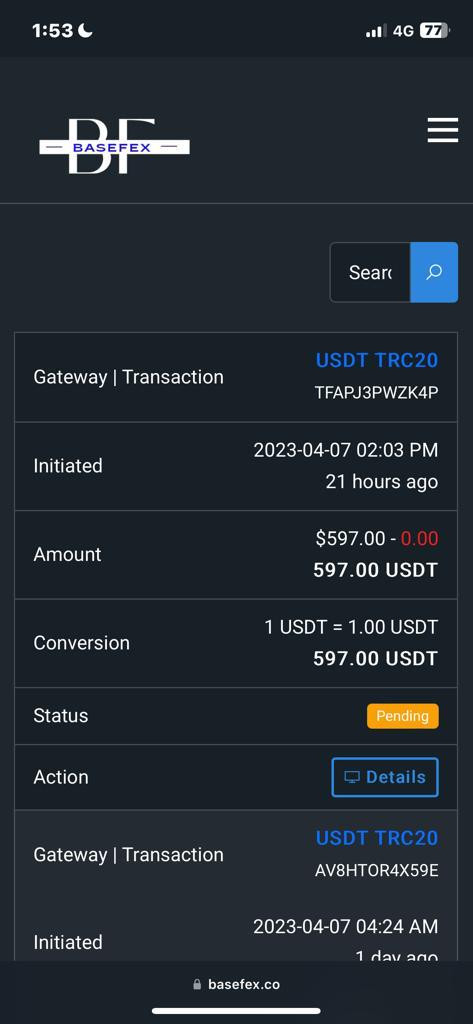 1:53
4G 77
BF
BASEFEX
Sear
Gateway | Transaction
USDT TRC20
TFAPJ3PWZK4P
Initiated
2023-04-07 02:03 PM
21 hours ago
Amount
$597.00 - 0.00
597.00 USDT
Conversion
1 USDT = 1.00 USDT
597.00 USDT
Status
Pending
Action
Details
Gateway | Transaction
USDT TRC20
AV8HTOR4X59E
Initiated
2023-04-07 04:24 AM
1 day ago
basefex.co